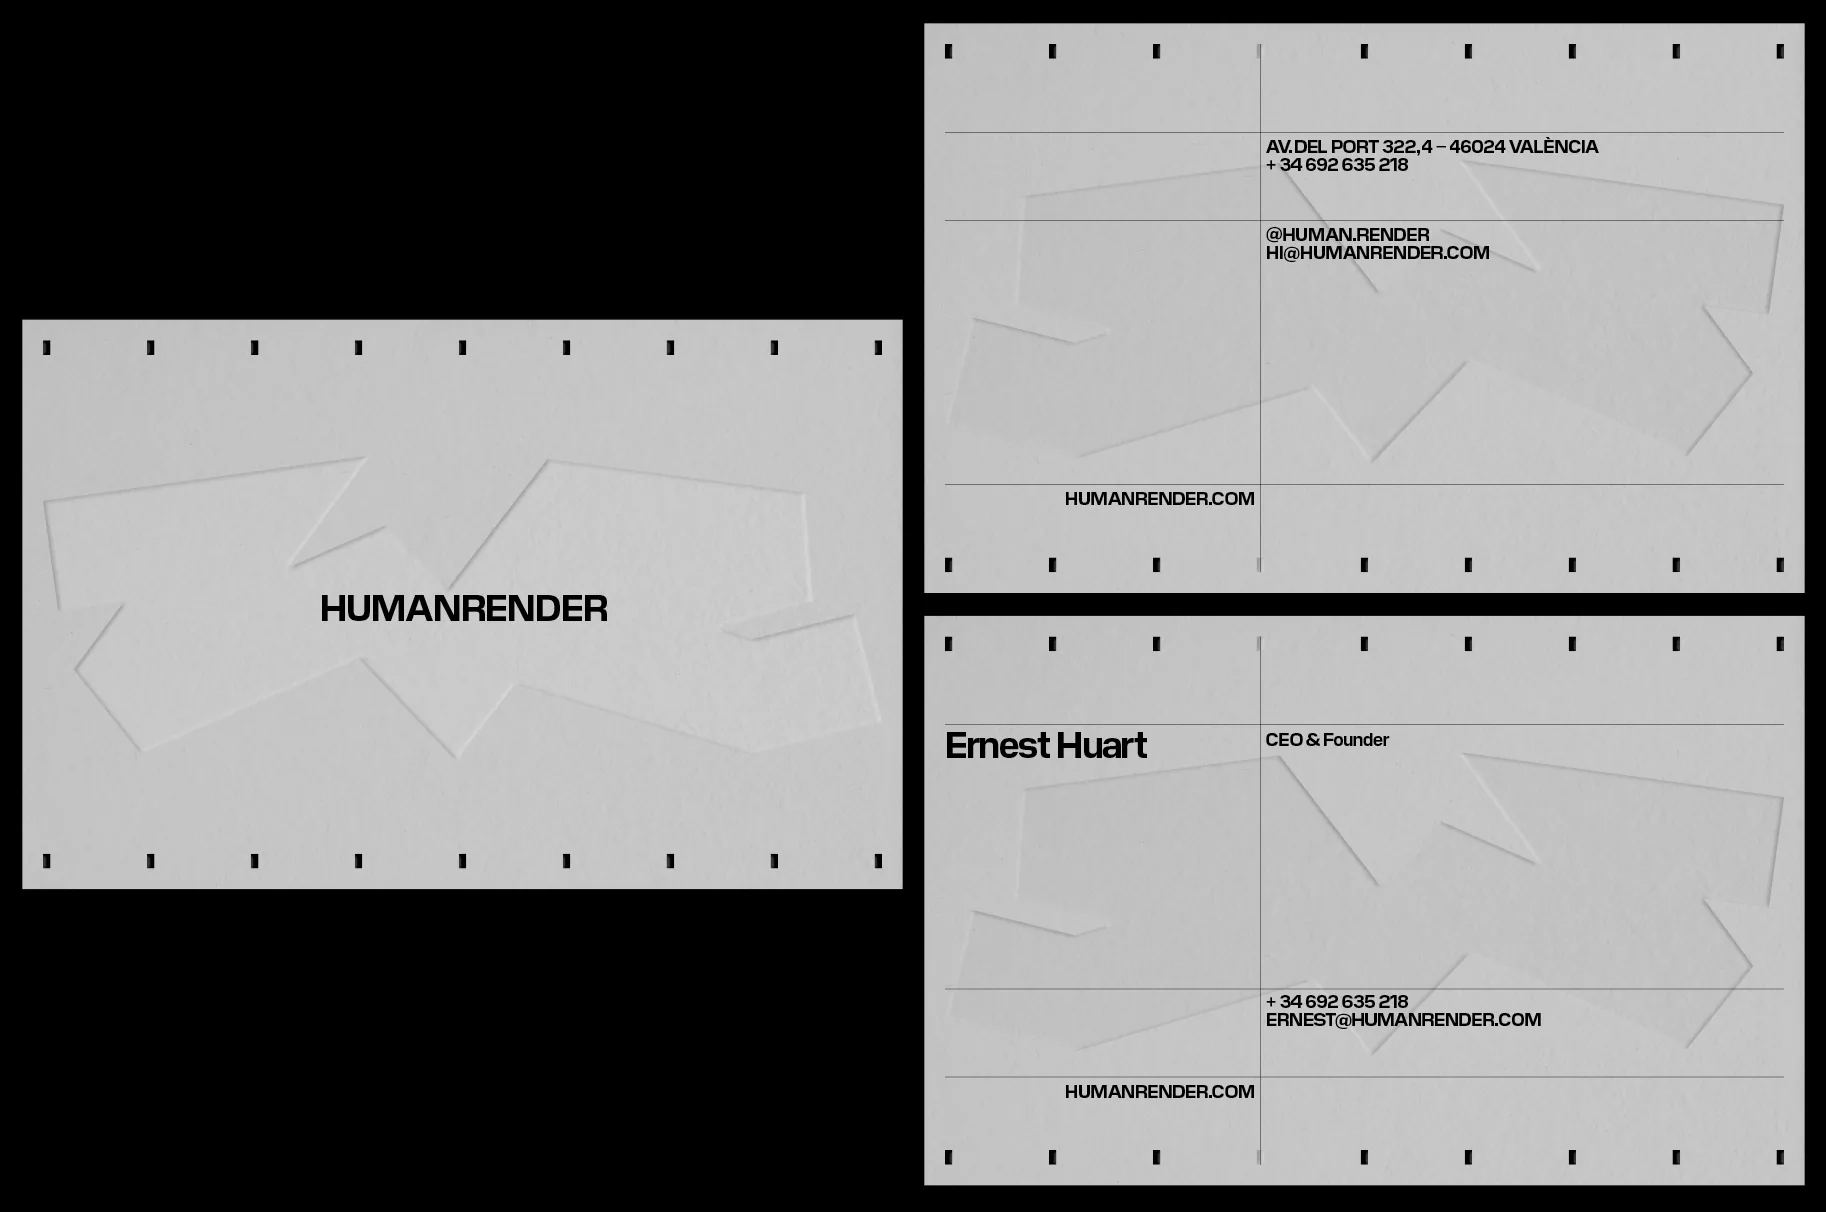 HUMANRENDER
AV. DEL PORT 322, 4 – 46024 VALÈNCIA
+ 34 692 635 218
@HUMAN.RENDER
HI@HUMANRENDER.COM
HUMANRENDER.COM
Ernest Huart
CEO & Founder
+ 34 692 635 218
ERNEST@HUMANRENDER.COM
HUMANRENDER.COM